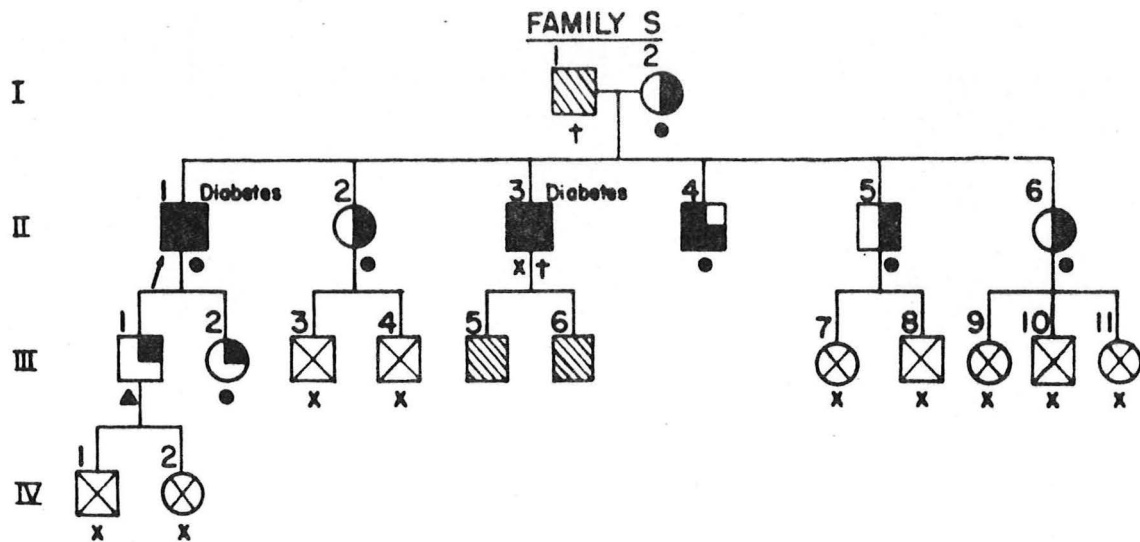 FAMILY S
1 2
I
†
1 Diabetes 2 3 Diabetes 4 5 6
II
x †
1 2 3 4 5 6 7 8 9 10 11
III
x x x x x x x
1 2
IV
x x